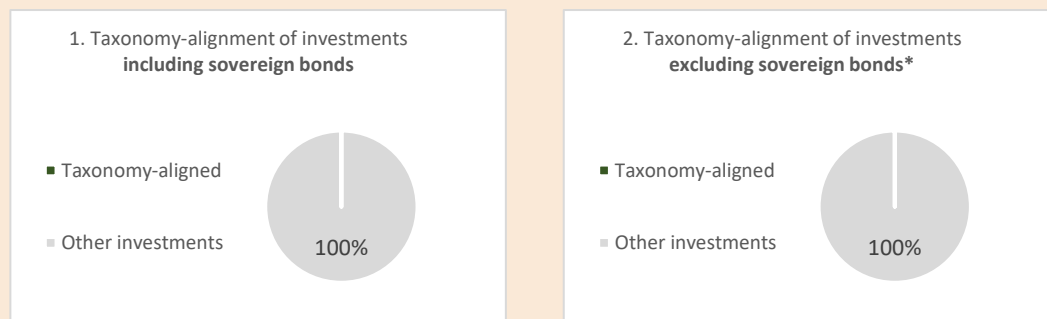 1. Taxonomy-alignment of investments
including sovereign bonds
Taxonomy-aligned
Other investments
100%
2. Taxonomy-alignment of investments
excluding sovereign bonds*
Taxonomy-aligned
Other investments
100%